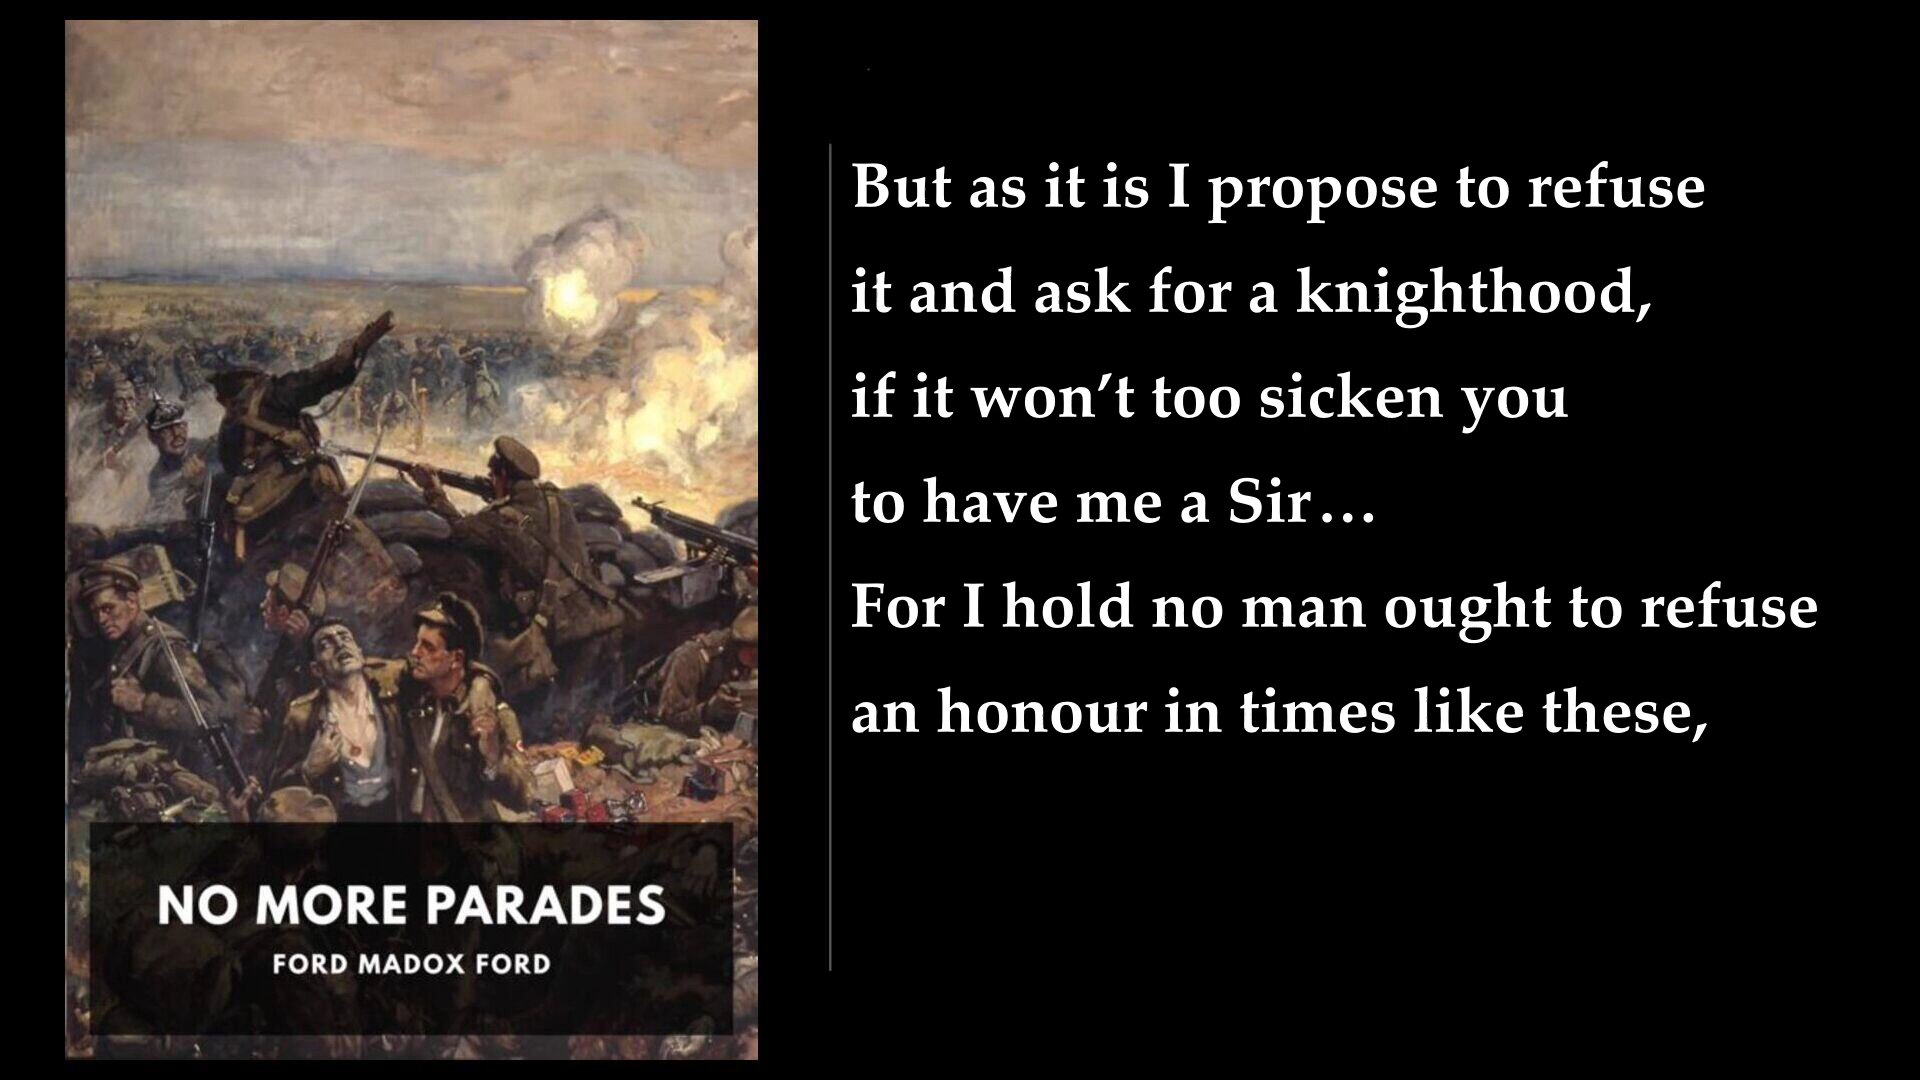 But as it is I propose to refuse
it and ask for a knighthood,
if it won’t too sicken you
to have me a Sir…
For I hold no man ought to refuse
an honour in times like these,
NO MORE PARADES
FORD MADOX FORD